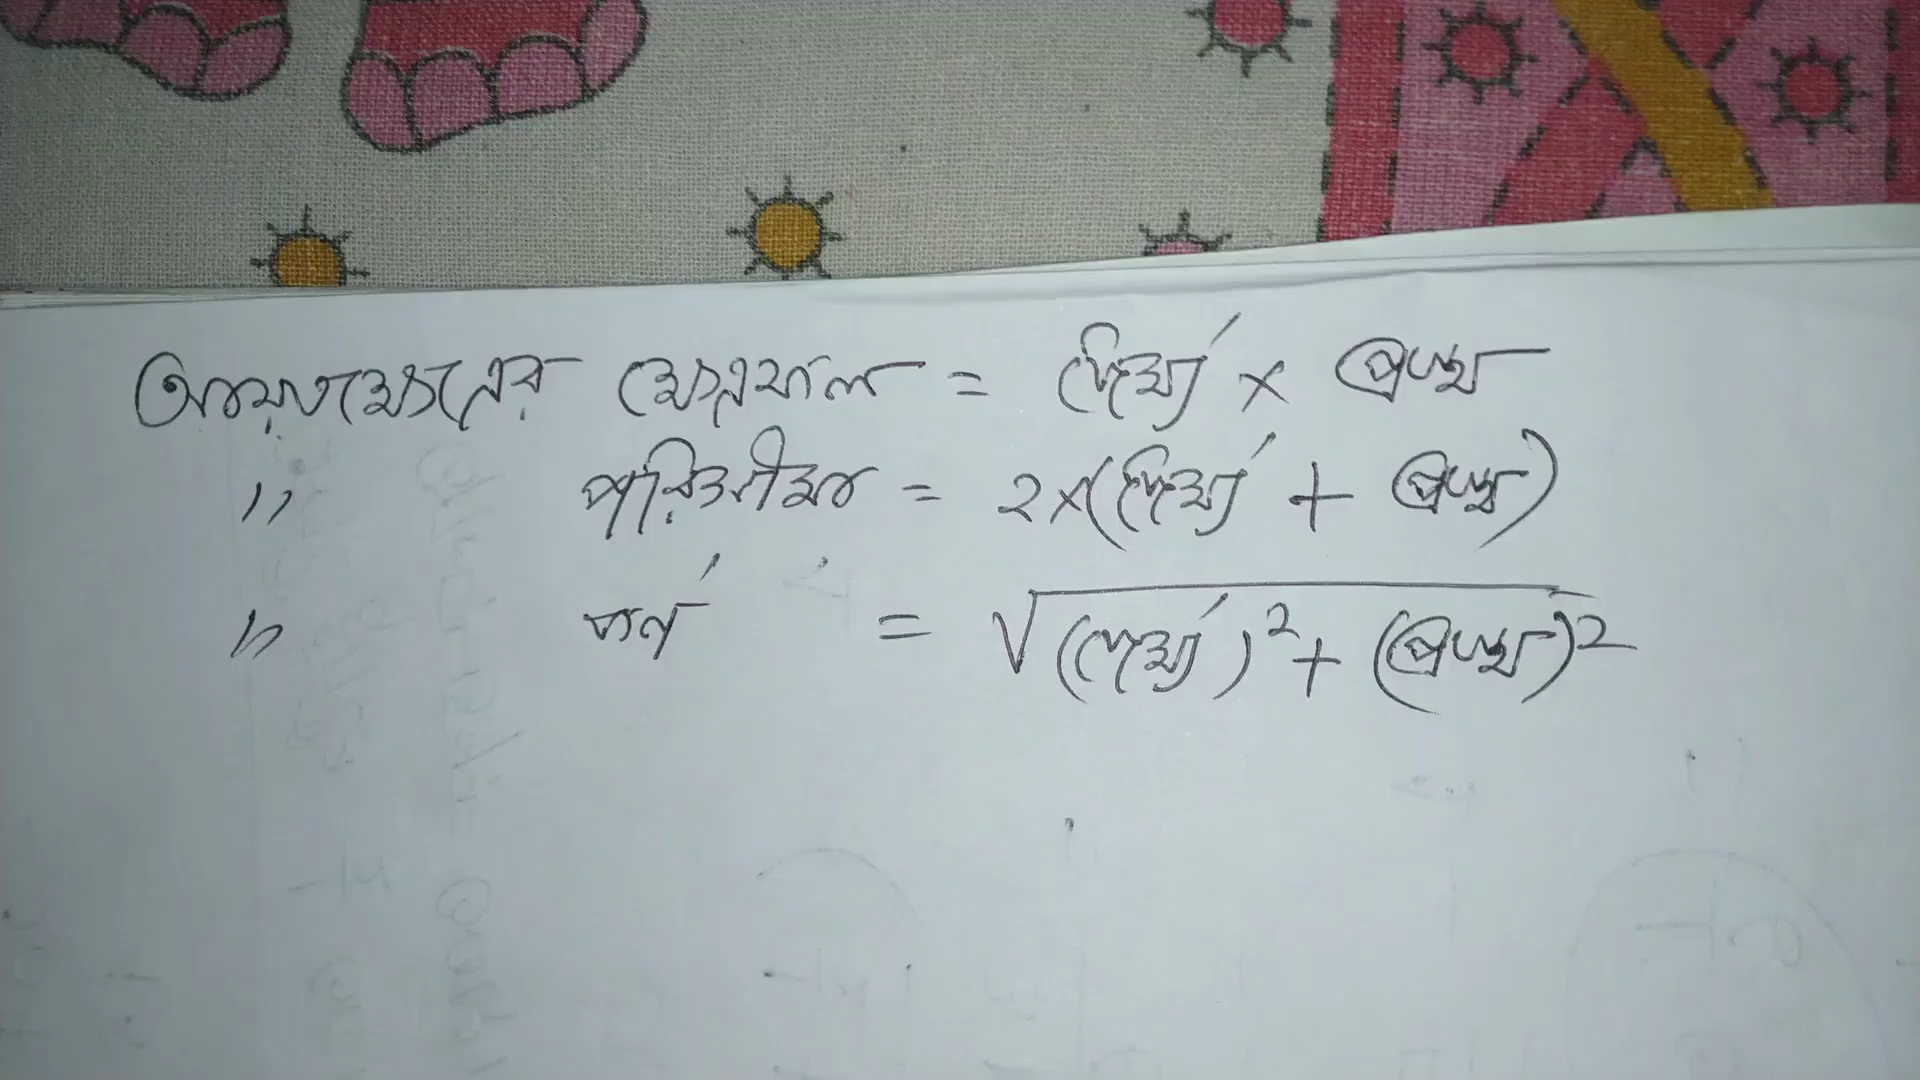 আয়তক্ষেত্রের ক্ষেত্রফল = দৈর্ঘ্য × প্রস্থ
" পরিসীমা = 2×(দৈর্ঘ্য + প্রস্থ)
" কর্ণ = √(দৈর্ঘ্য)² + (প্রস্থ)²